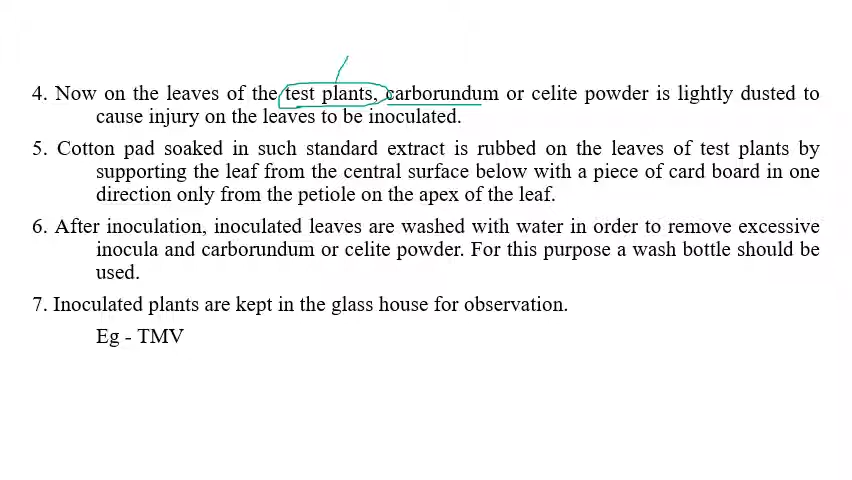 4. Now on the leaves of the test plants, carborundum or celite powder is lightly dusted to
cause injury on the leaves to be inoculated.
5. Cotton pad soaked in such standard extract is rubbed on the leaves of test plants by
supporting the leaf from the central surface below with a piece of card board in one
direction only from the petiole on the apex of the leaf.
6. After inoculation, inoculated leaves are washed with water in order to remove excessive
inocula and carborundum or celite powder. For this purpose a wash bottle should be
used.
7. Inoculated plants are kept in the glass house for observation.
Eg - TMV